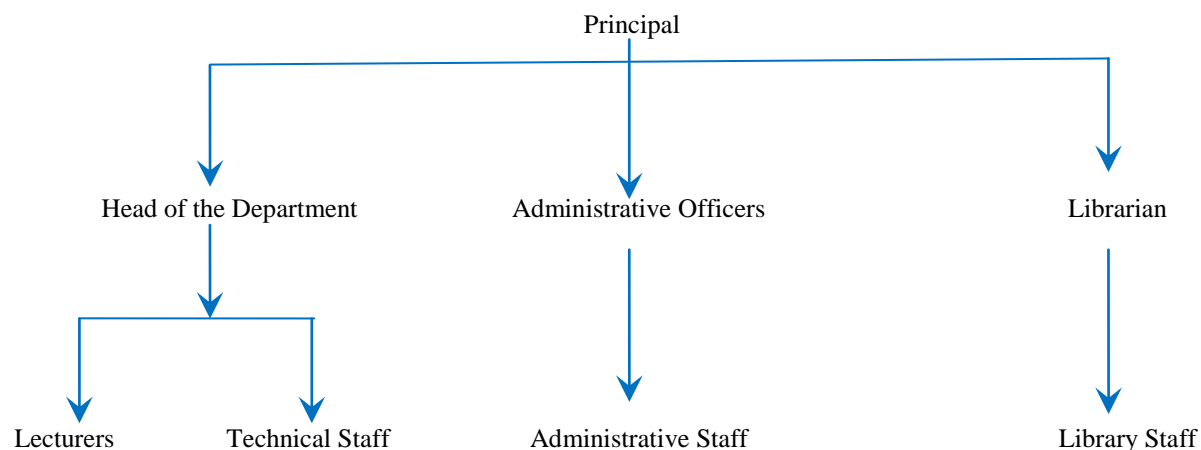 Principal
Head of the Department
Administrative Officers
Librarian
Lecturers
Technical Staff
Administrative Staff
Library Staff